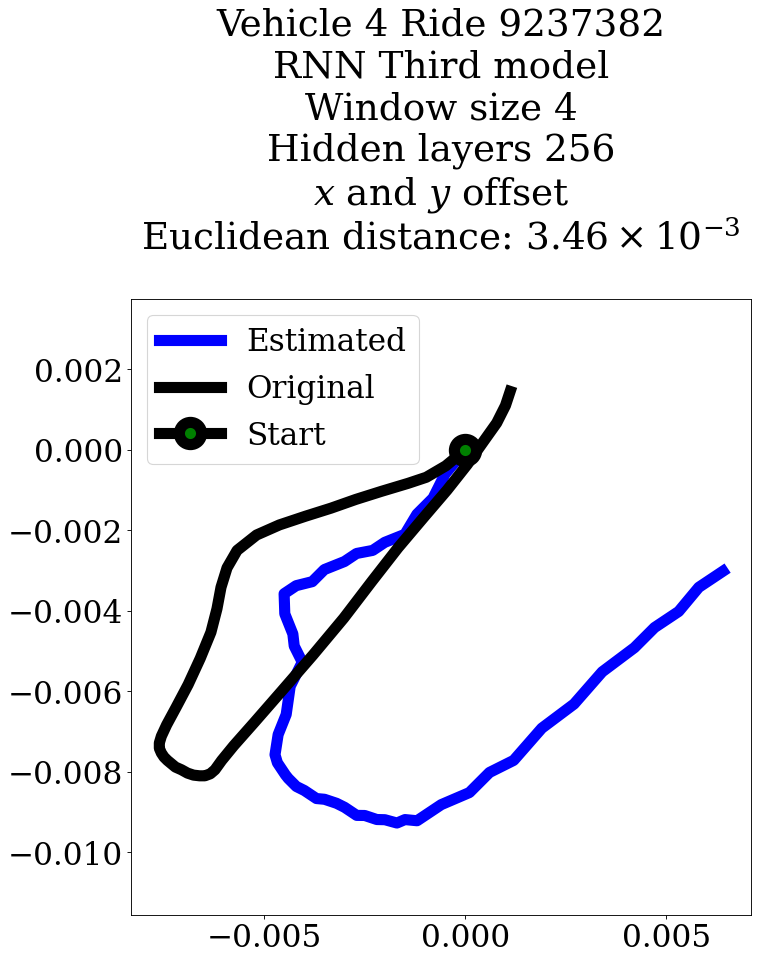 Vehicle 4 Ride 9237382
RNN Third model
Window size 4
Hidden layers 256
x and y offset
Euclidean distance: 3.46 × 10⁻³
Estimated
Original
Start
0.002
0.000
−0.002
−0.004
−0.006
−0.008
−0.010
−0.005
0.000
0.005